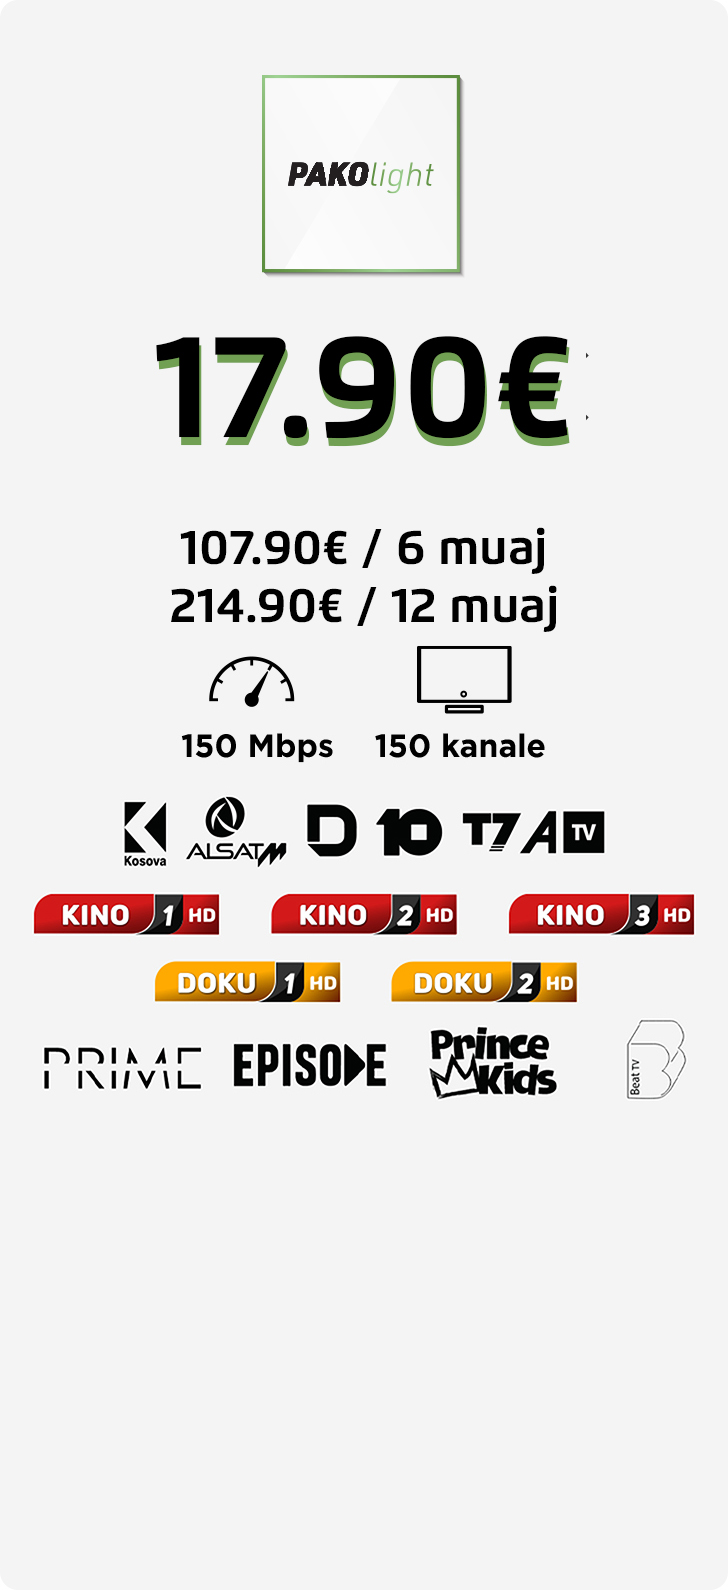 PAKOlight
17.90€
107.90€ / 6 muaj
214.90€ / 12 muaj
150 Mbps 150 kanale
K Kosova ALSAT M D 10 T7 A TV
KINO 1 HD KINO 2 HD KINO 3 HD
DOKU 1 HD DOKU 2 HD
PRIME EPISODE Prince Kids B Beat TV